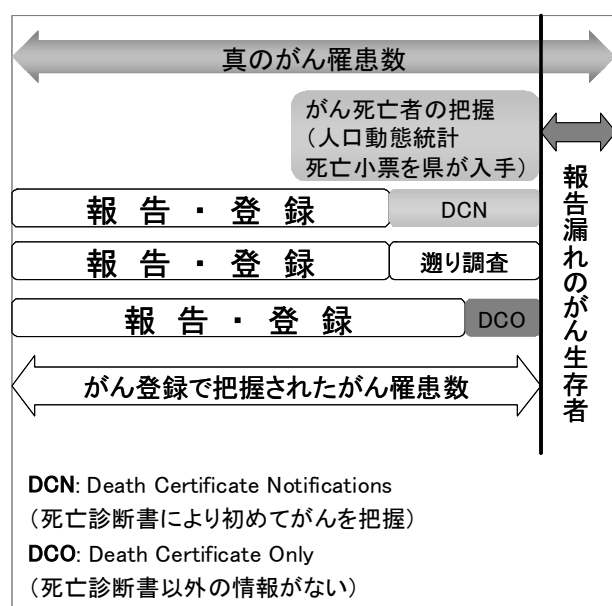 真のがん罹患数
がん死亡者の把握
（人口動態統計
死亡小票を県が入手）
報告漏れのがん生存者
報告・登録
DCN
報告・登録
遡り調査
報告・登録
DCO
がん登録で把握されたがん罹患数
DCN: Death Certificate Notifications
（死亡診断書により初めてがんを把握）
DCO: Death Certificate Only
（死亡診断書以外の情報がない）